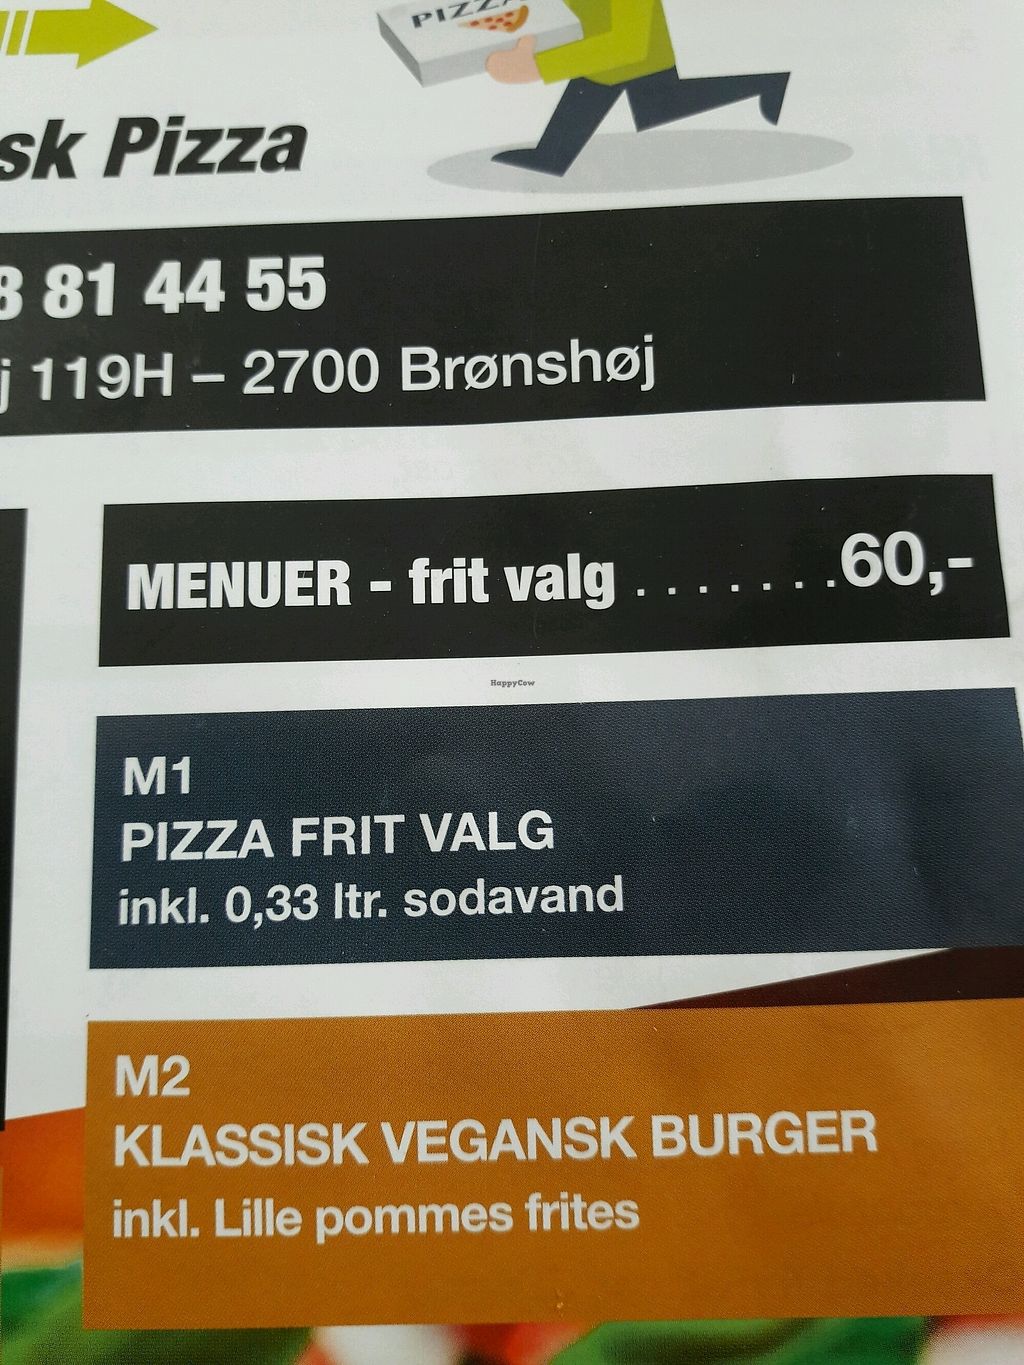 PIZZA
sk Pizza
8 81 44 55
j 119H – 2700 Brønshøj
MENUER - frit valg . . . . . . . 60,-
HappyCow
M1
PIZZA FRIT VALG
inkl. 0,33 ltr. sodavand
M2
KLASSISK VEGANSK BURGER
inkl. Lille pommes frites